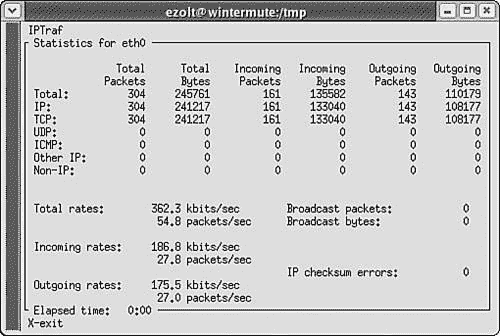 ezolt@wintermute:/tmp
IPTraf
Statistics for eth0
Total Total Incoming Incoming Outgoing Outgoing
Packets Bytes Packets Bytes Packets Bytes
Total: 304 245761 161 135582 143 110179
IP: 304 241217 161 133040 143 108177
TCP: 304 241217 161 133040 143 108177
UDP: 0 0 0 0 0 0
ICMP: 0 0 0 0 0 0
Other IP: 0 0 0 0 0 0
Non-IP: 0 0 0 0 0 0
Total rates: 362.3 kbits/sec Broadcast packets: 0
54.8 packets/sec Broadcast bytes: 0
Incoming rates: 186.8 kbits/sec
27.8 packets/sec
IP checksum errors: 0
Outgoing rates: 175.5 kbits/sec
27.0 packets/sec
Elapsed time: 0:00
X-exit